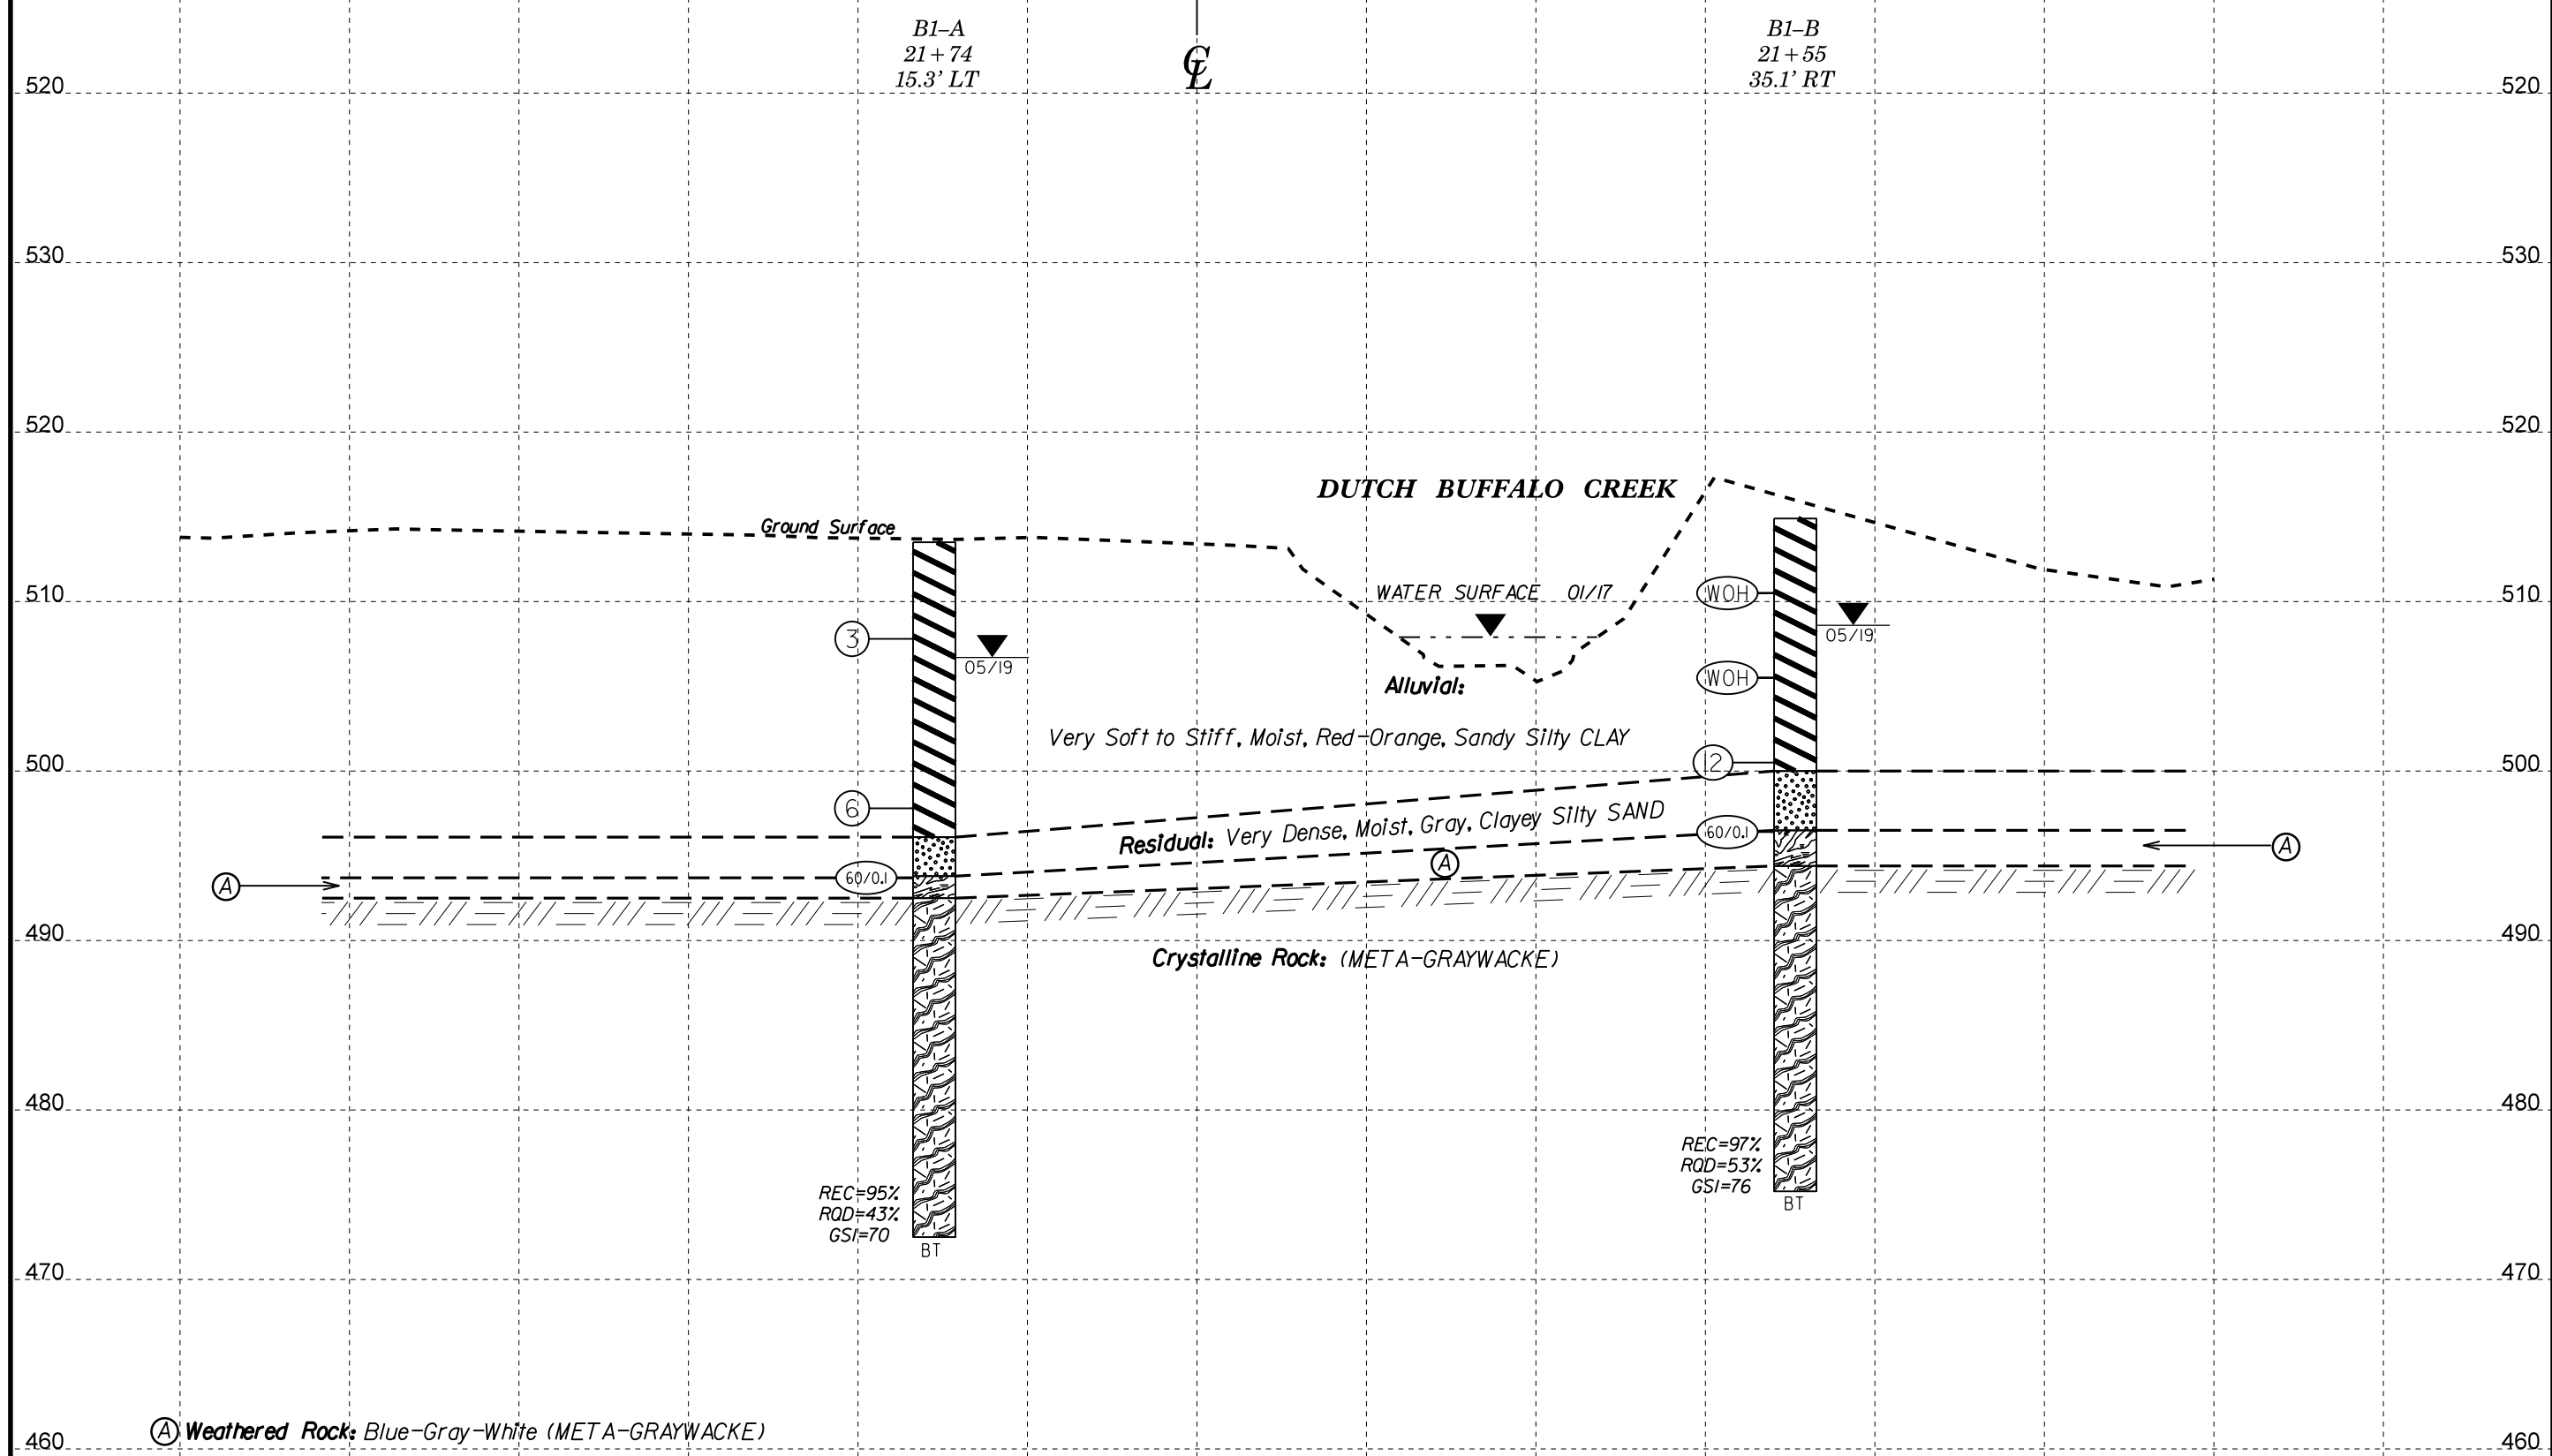 B1–A
21+74
15.3' LT
℄
B1–B
21+55
35.1' RT
520 520
530 530
520 520
DUTCH BUFFALO CREEK
Ground Surface
WATER SURFACE 01/17
WOH
510 510
05/19
3
05/19
WOH
Alluvial:
Very Soft to Stiff, Moist, Red-Orange, Sandy Silty CLAY
12
500 500
6
Residual: Very Dense, Moist, Gray, Clayey Silty SAND
60/0.1
A
A
60/0.1
A
490 490
Crystalline Rock: (META-GRAYWACKE)
480 480
REC=97%
RQD=53%
GSI=76
BT
REC=95%
RQD=43%
GSI=70
BT
470 470
A Weathered Rock: Blue-Gray-White (META-GRAYWACKE)
460 460